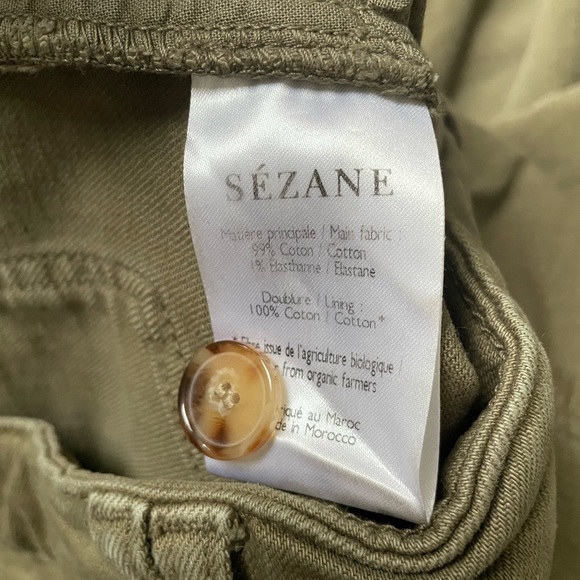 SÉZANE
Matière principale / Main fabric :
99% Coton / Cotton
1% Élasthanne / Elastane
Doublure / Lining :
100% Coton / Cotton*
* issue de l'agriculture biologique /
from organic farmers
au Maroc
in Morocco